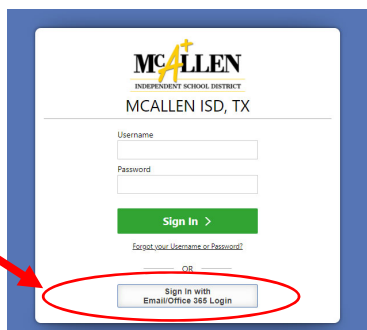 MCALLEN
INDEPENDENT SCHOOL DISTRICT
MCALLEN ISD, TX
Username
Password
Sign In >
Forgot your Username or Password?
OR
Sign In with
Email/Office 365 Login